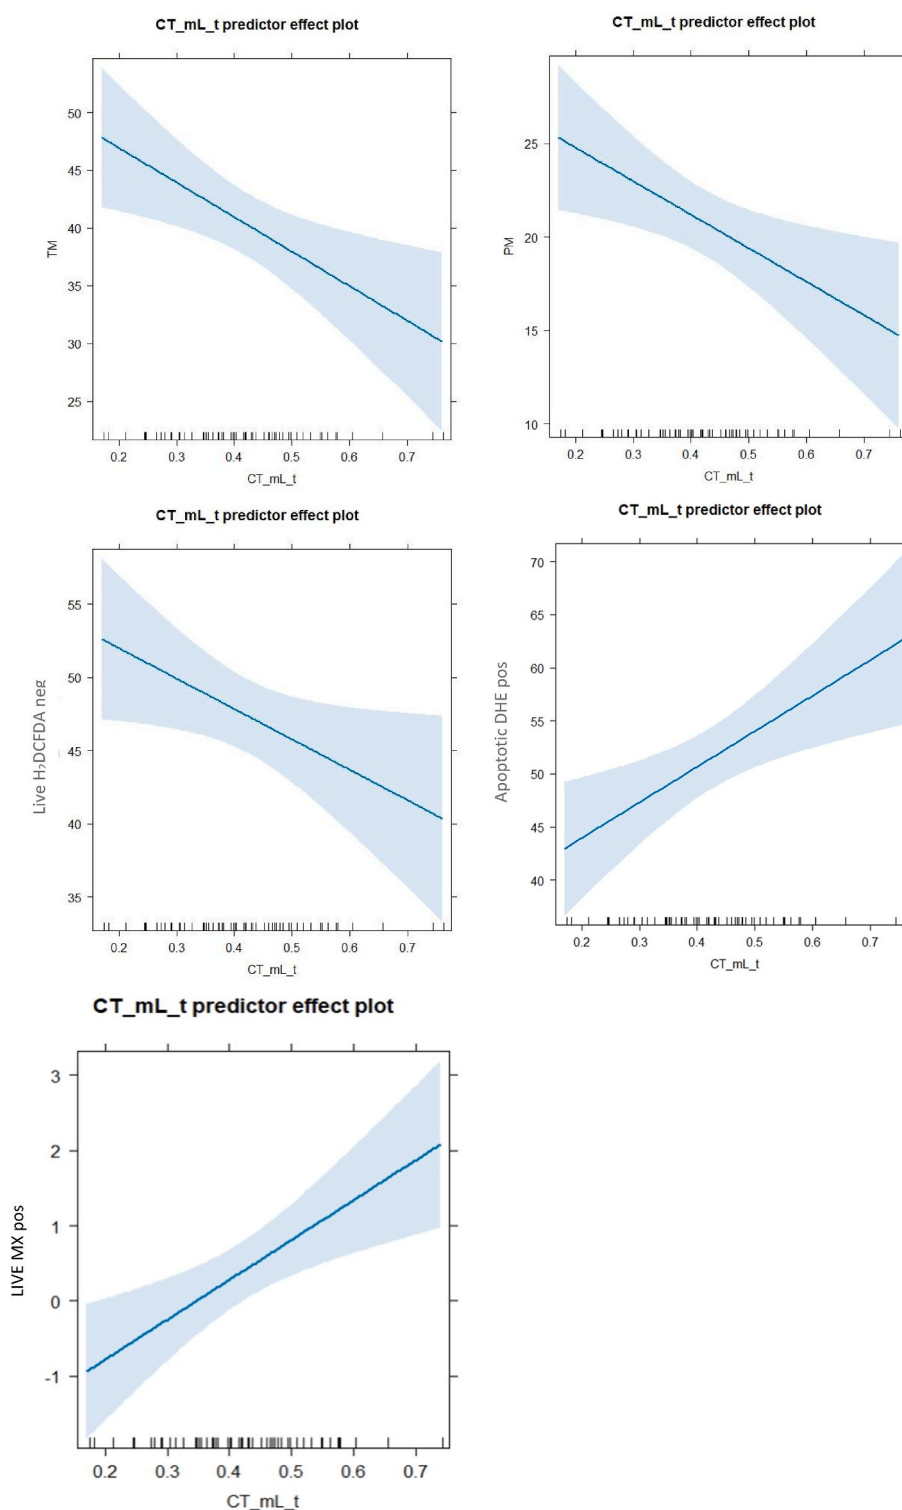 CT_mL_t predictor effect plot
50
45
40
35
30
25
TM
0.2 0.3 0.4 0.5 0.6 0.7
CT_mL_t
CT_mL_t predictor effect plot
25
20
15
10
PM
0.2 0.3 0.4 0.5 0.6 0.7
CT_mL_t
CT_mL_t predictor effect plot
55
50
45
40
35
Live H₂DCFDA neg
0.2 0.3 0.4 0.5 0.6 0.7
CT_mL_t
CT_mL_t predictor effect plot
70
65
60
55
50
45
40
Apoptotic DHE pos
0.2 0.3 0.4 0.5 0.6 0.7
CT_mL_t
CT_mL_t predictor effect plot
3
2
1
0
-1
LIVE MX pos
0.2 0.3 0.4 0.5 0.6 0.7
CT_mL_t